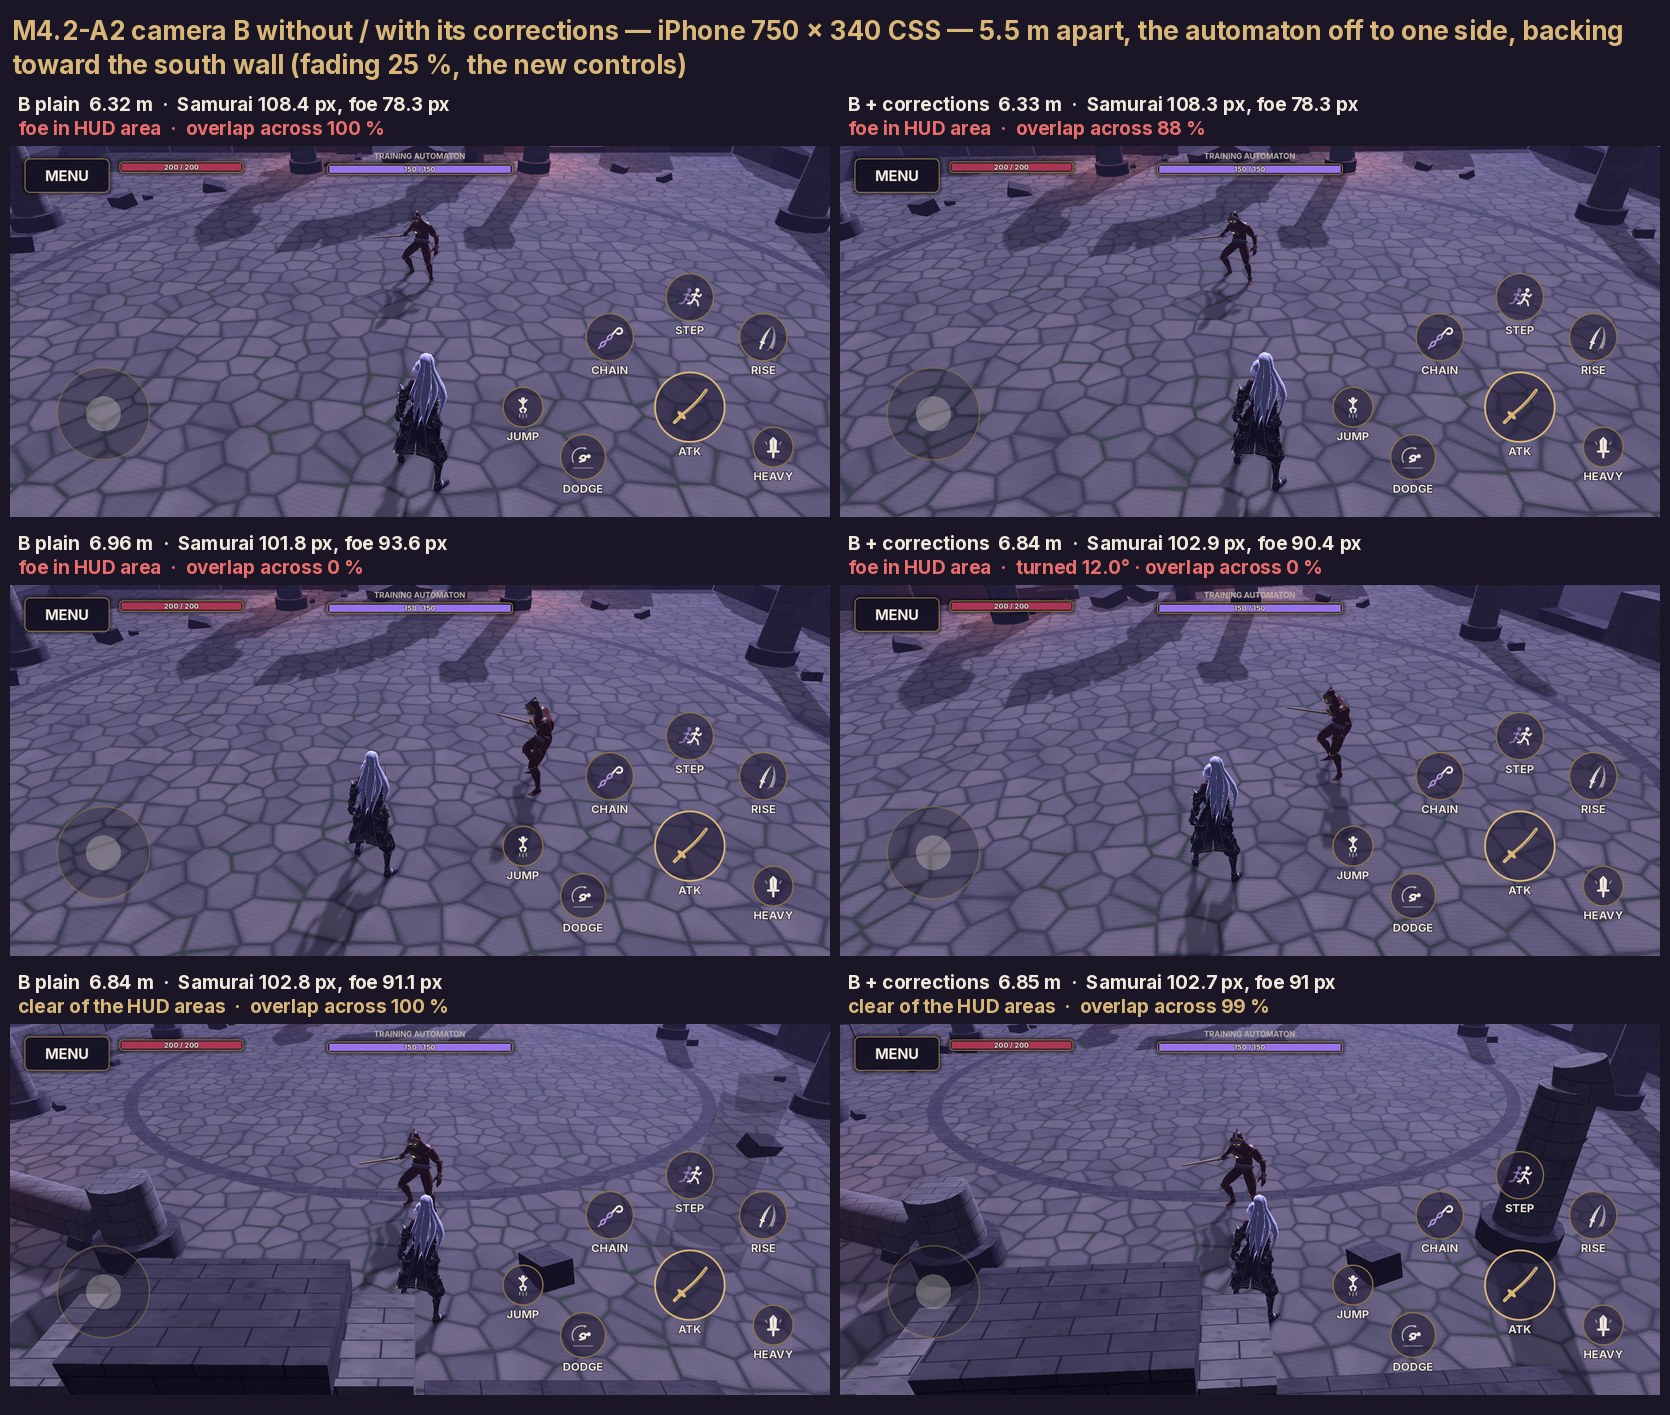 M4.2-A2 camera B without / with its corrections — iPhone 750 × 340 CSS — 5.5 m apart, the automaton off to one side, backing
toward the south wall (fading 25 %, the new controls)
B plain 6.32 m · Samurai 108.4 px, foe 78.3 px
foe in HUD area · overlap across 100 %
MENU
200 / 200
TRAINING AUTOMATON
150 / 150
STEP
CHAIN
RISE
JUMP
ATK
DODGE
HEAVY
B + corrections 6.33 m · Samurai 108.3 px, foe 78.3 px
foe in HUD area · overlap across 88 %
MENU
200 / 200
TRAINING AUTOMATON
150 / 150
STEP
CHAIN
RISE
JUMP
ATK
DODGE
HEAVY
B plain 6.96 m · Samurai 101.8 px, foe 93.6 px
foe in HUD area · overlap across 0 %
MENU
200 / 200
TRAINING AUTOMATON
150 / 150
STEP
CHAIN
RISE
JUMP
ATK
DODGE
HEAVY
B + corrections 6.84 m · Samurai 102.9 px, foe 90.4 px
foe in HUD area · turned 12.0° · overlap across 0 %
MENU
200 / 200
TRAINING AUTOMATON
150 / 150
STEP
CHAIN
RISE
JUMP
ATK
DODGE
HEAVY
B plain 6.84 m · Samurai 102.8 px, foe 91.1 px
clear of the HUD areas · overlap across 100 %
MENU
200 / 200
TRAINING AUTOMATON
150 / 150
STEP
CHAIN
RISE
JUMP
ATK
DODGE
HEAVY
B + corrections 6.85 m · Samurai 102.7 px, foe 91 px
clear of the HUD areas · overlap across 99 %
MENU
200 / 200
TRAINING AUTOMATON
150 / 150
STEP
CHAIN
RISE
JUMP
ATK
DODGE
HEAVY